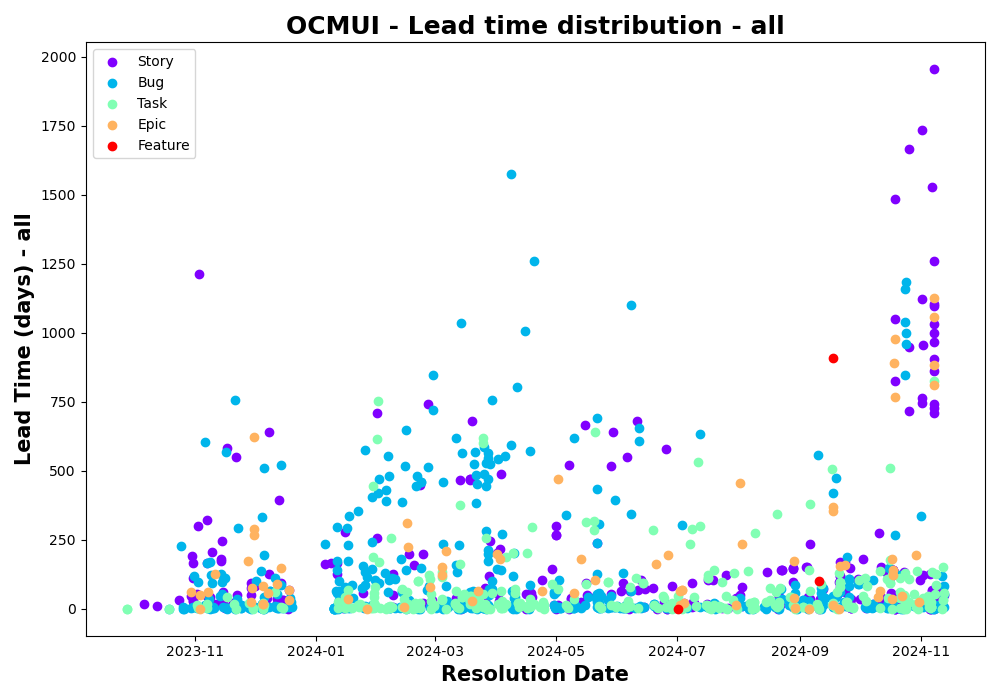 OCMUI - Lead time distribution - all
Story
Bug
Task
Epic
Feature
Lead Time (days) - all
2000
1750
1500
1250
1000
750
500
250
0
2023-11 2024-01 2024-03 2024-05 2024-07 2024-09 2024-11
Resolution Date